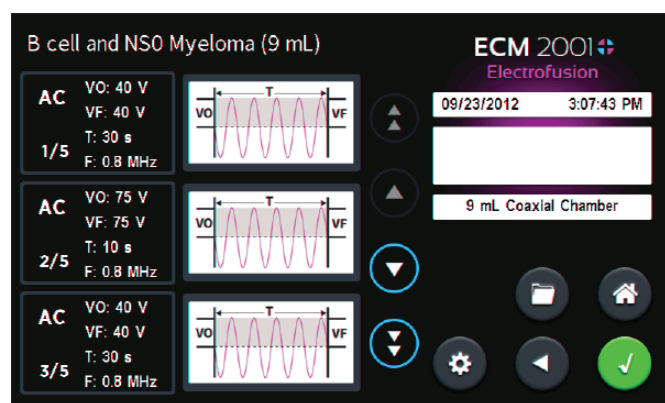 B cell and NS0 Myeloma (9 mL)
ECM 2001
Electrofusion
09/23/2012 3:07:43 PM
9 mL Coaxial Chamber
AC
1/5
VO: 40 V
VF: 40 V
T: 30 s
F: 0.8 MHz
T
VO
VF
AC
2/5
VO: 75 V
VF: 75 V
T: 10 s
F: 0.8 MHz
T
VO
VF
AC
3/5
VO: 40 V
VF: 40 V
T: 30 s
F: 0.8 MHz
T
VO
VF